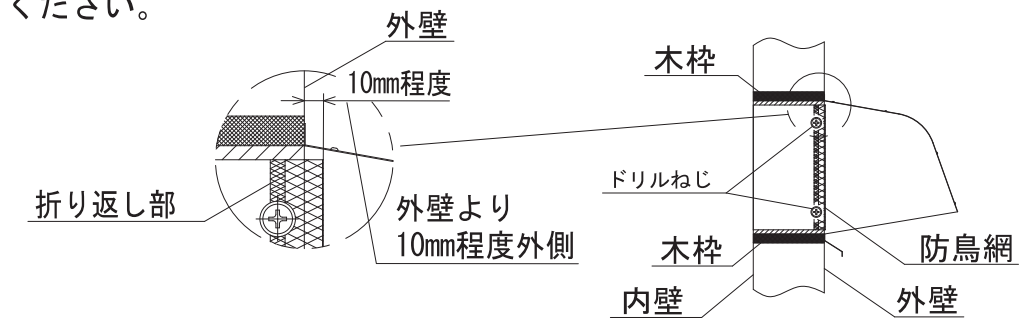 ください。
外壁
10mm程度
折り返し部
外壁より
10mm程度外側
木枠
ドリルねじ
木枠
防鳥網
内壁
外壁